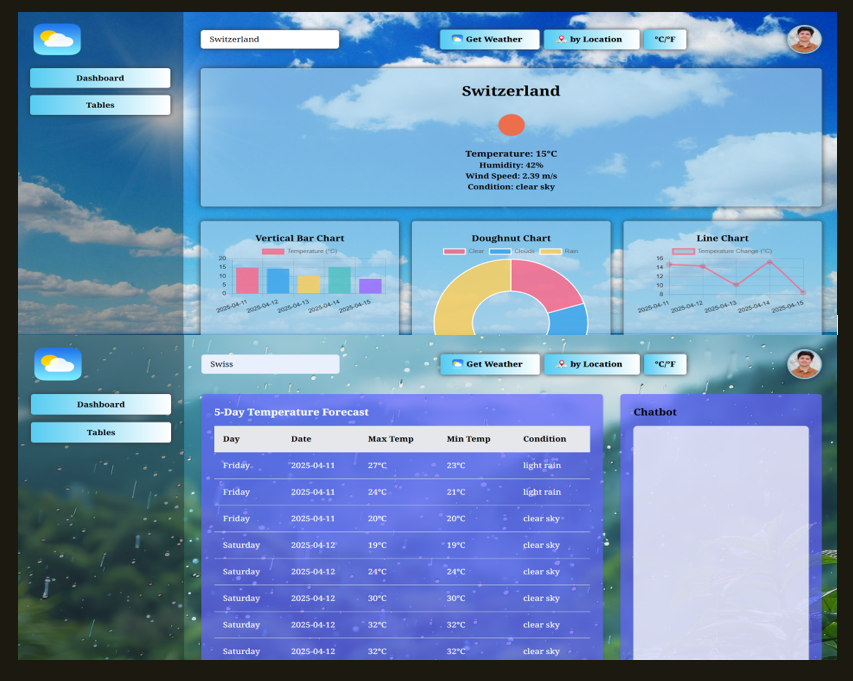 Switzerland
Get Weather
by Location
°C/°F
Dashboard
Tables
Switzerland
Temperature: 15°C
Humidity: 42%
Wind Speed: 2.39 m/s
Condition: clear sky
Vertical Bar Chart
Temperature (°C)
20
15
10
5
0
2025-04-11
2025-04-12
2025-04-13
2025-04-14
2025-04-15
Doughnut Chart
Clear
Clouds
Rain
Line Chart
Temperature Change (°C)
16
14
12
10
8
2025-04-11
2025-04-12
2025-04-13
2025-04-14
2025-04-15
Swiss
Get Weather
by Location
°C/°F
Dashboard
Tables
5-Day Temperature Forecast
Day Date Max Temp Min Temp Condition
Friday 2025-04-11 27°C 23°C light rain
Friday 2025-04-11 24°C 21°C light rain
Friday 2025-04-11 20°C 20°C clear sky
Saturday 2025-04-12 19°C 19°C clear sky
Saturday 2025-04-12 24°C 24°C clear sky
Saturday 2025-04-12 30°C 30°C clear sky
Saturday 2025-04-12 32°C 32°C clear sky
Saturday 2025-04-12 32°C 32°C clear sky
Chatbot